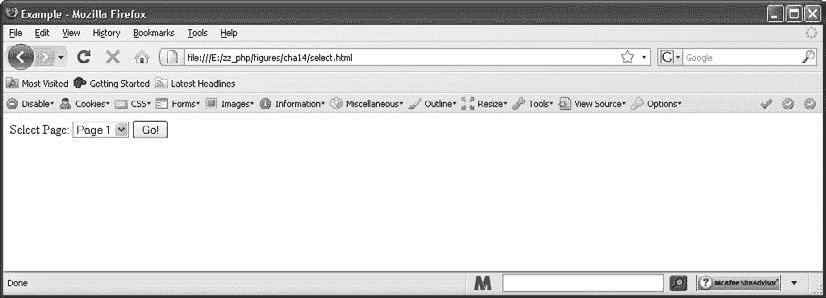 Example - Mozilla Firefox
File Edit View History Bookmarks Tools Help
file:///E:/zz_php/figures/cha14/select.html
G Google
Most Visited Getting Started Latest Headlines
Disable Cookies CSS Forms Images Information Miscellaneous Outline Resize Tools View Source Options
Select Page: Page 1 Go!
Done M ? McAfee SiteAdvisor